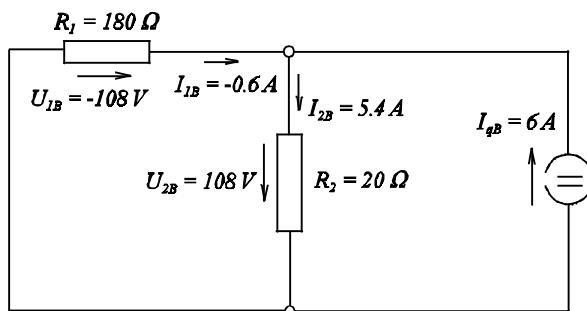 R₁ = 180 Ω
U₁B = -108 V
I₁B = -0.6 A
I₂B = 5.4 A
IqB = 6 A
U₂B = 108 V
R₂ = 20 Ω